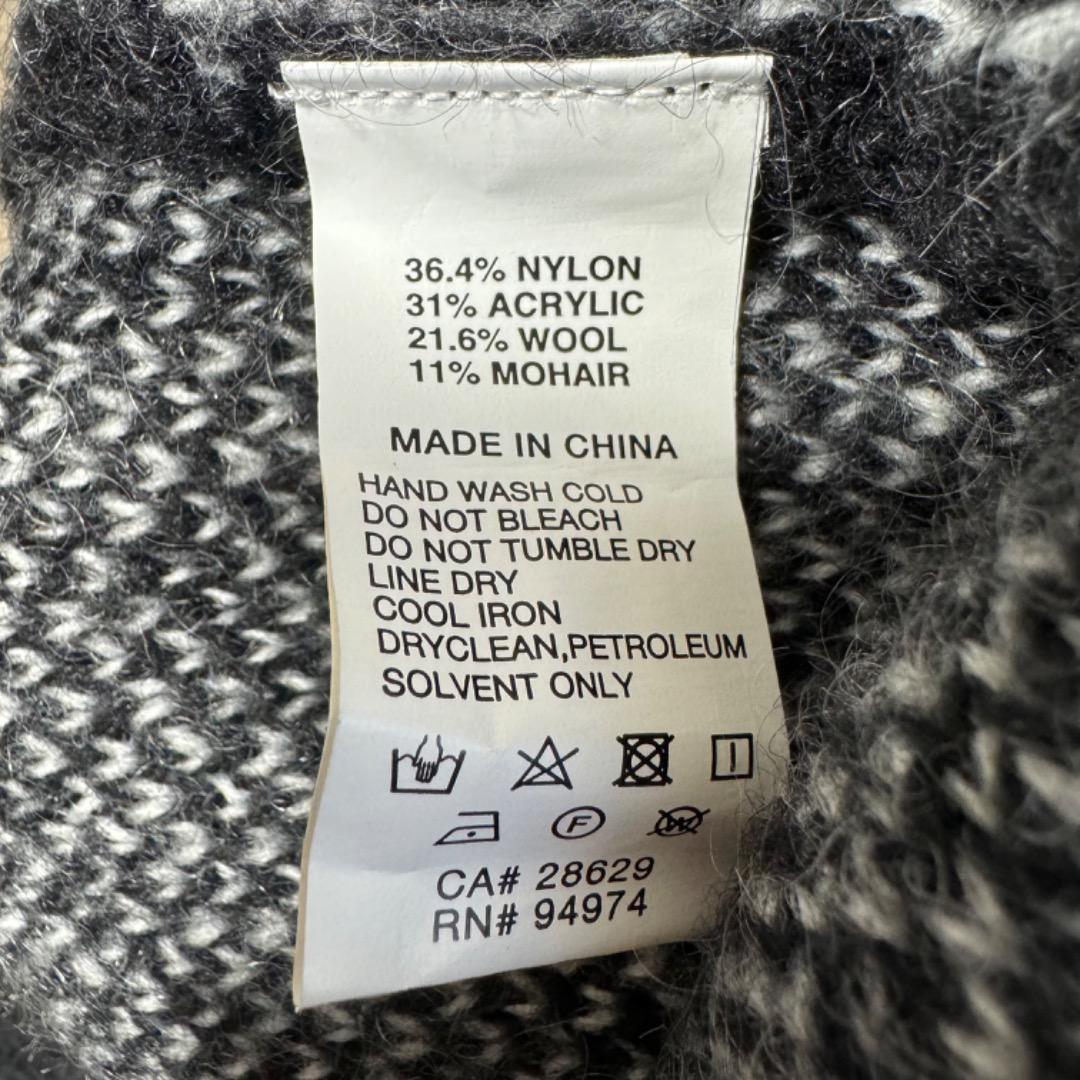 36.4% NYLON
31% ACRYLIC
21.6% WOOL
11% MOHAIR
MADE IN CHINA
HAND WASH COLD
DO NOT BLEACH
DO NOT TUMBLE DRY
LINE DRY
COOL IRON
DRYCLEAN,PETROLEUM
SOLVENT ONLY
F W
CA# 28629
RN# 94974